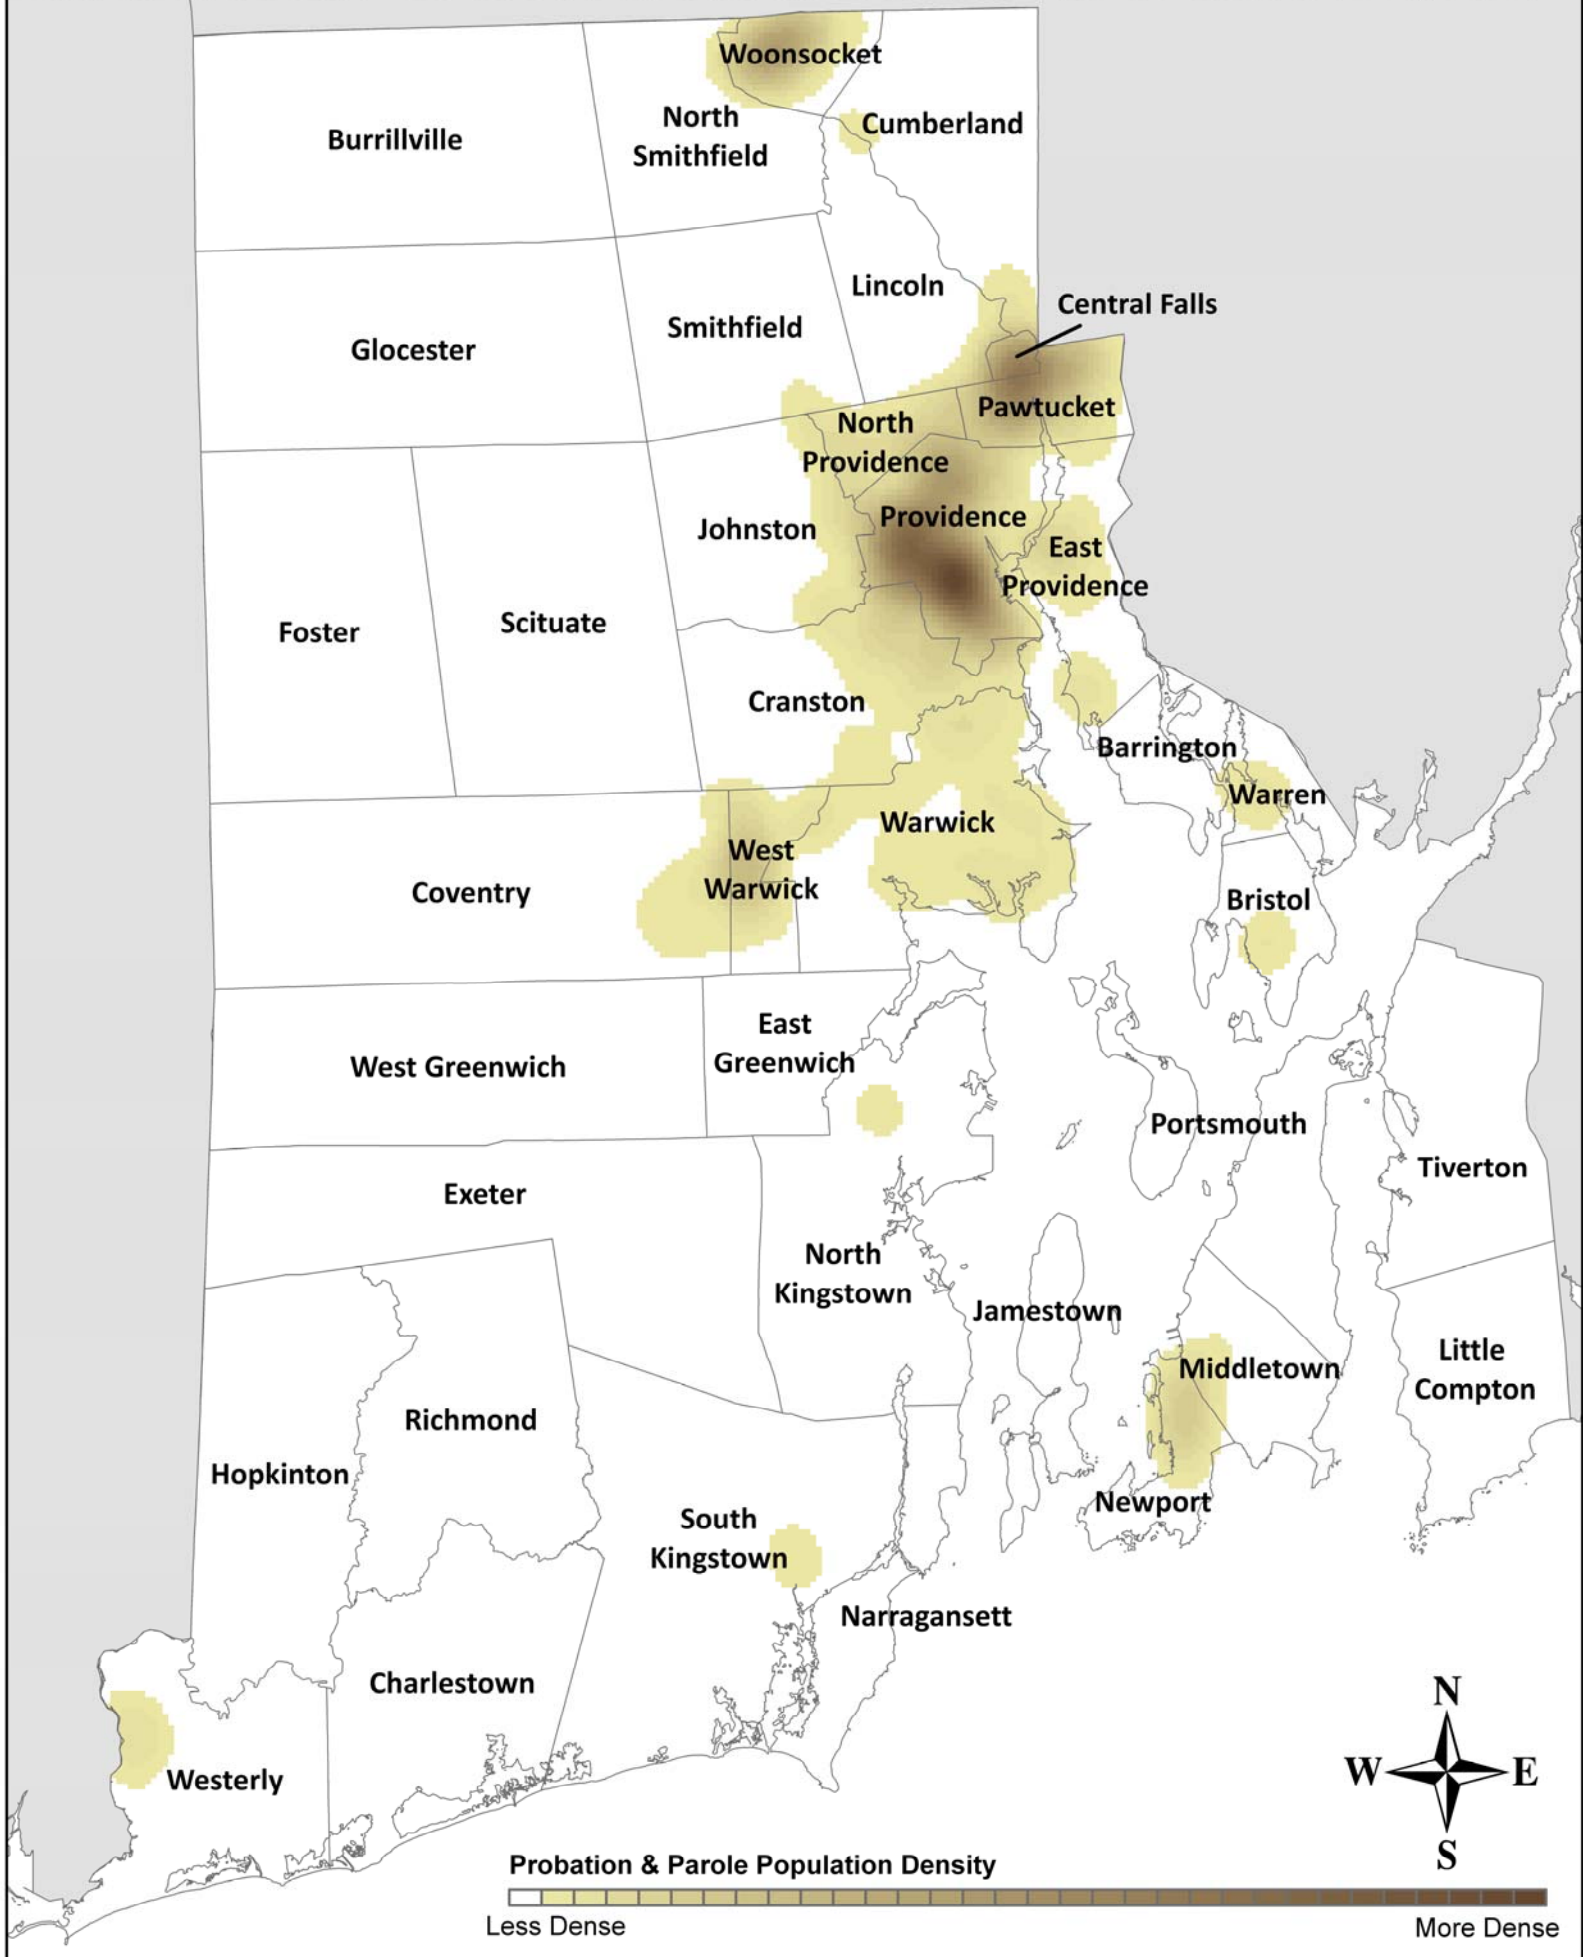 Woonsocket
North
Smithfield
Cumberland
Burrillville
Lincoln
Central Falls
Smithfield
Glocester
Pawtucket
North
Providence
Providence
Johnston
East
Providence
Foster
Scituate
Cranston
Barrington
Warren
Warwick
West
Warwick
Coventry
Bristol
East
Greenwich
West Greenwich
Portsmouth
Tiverton
Exeter
North
Kingstown
Jamestown
Middletown
Little
Compton
Richmond
Hopkinton
Newport
South
Kingstown
Narragansett
Charlestown
Westerly
N
W E
S
Probation & Parole Population Density
Less Dense More Dense